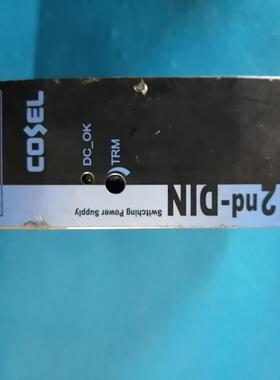 COSEL
DC_OK
TRM
2nd-DIN
Switching Power Supply